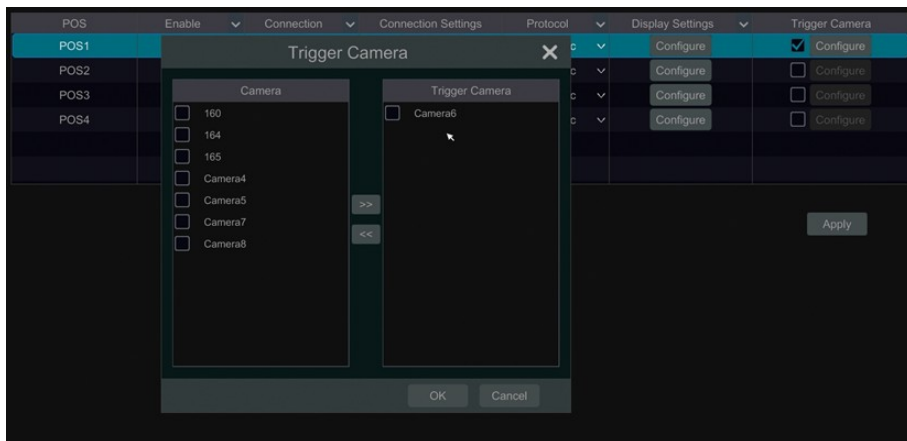 POS Enable Connection Connection Settings Protocol Display Settings Trigger Camera
POS1 c Configure Configure
POS2 c Configure Configure
POS3 c Configure Configure
POS4 c Configure Configure
Trigger Camera
Camera
160
164
165
Camera4
Camera5
Camera7
Camera8
>>
<<
Trigger Camera
Camera6
OK Cancel
Apply